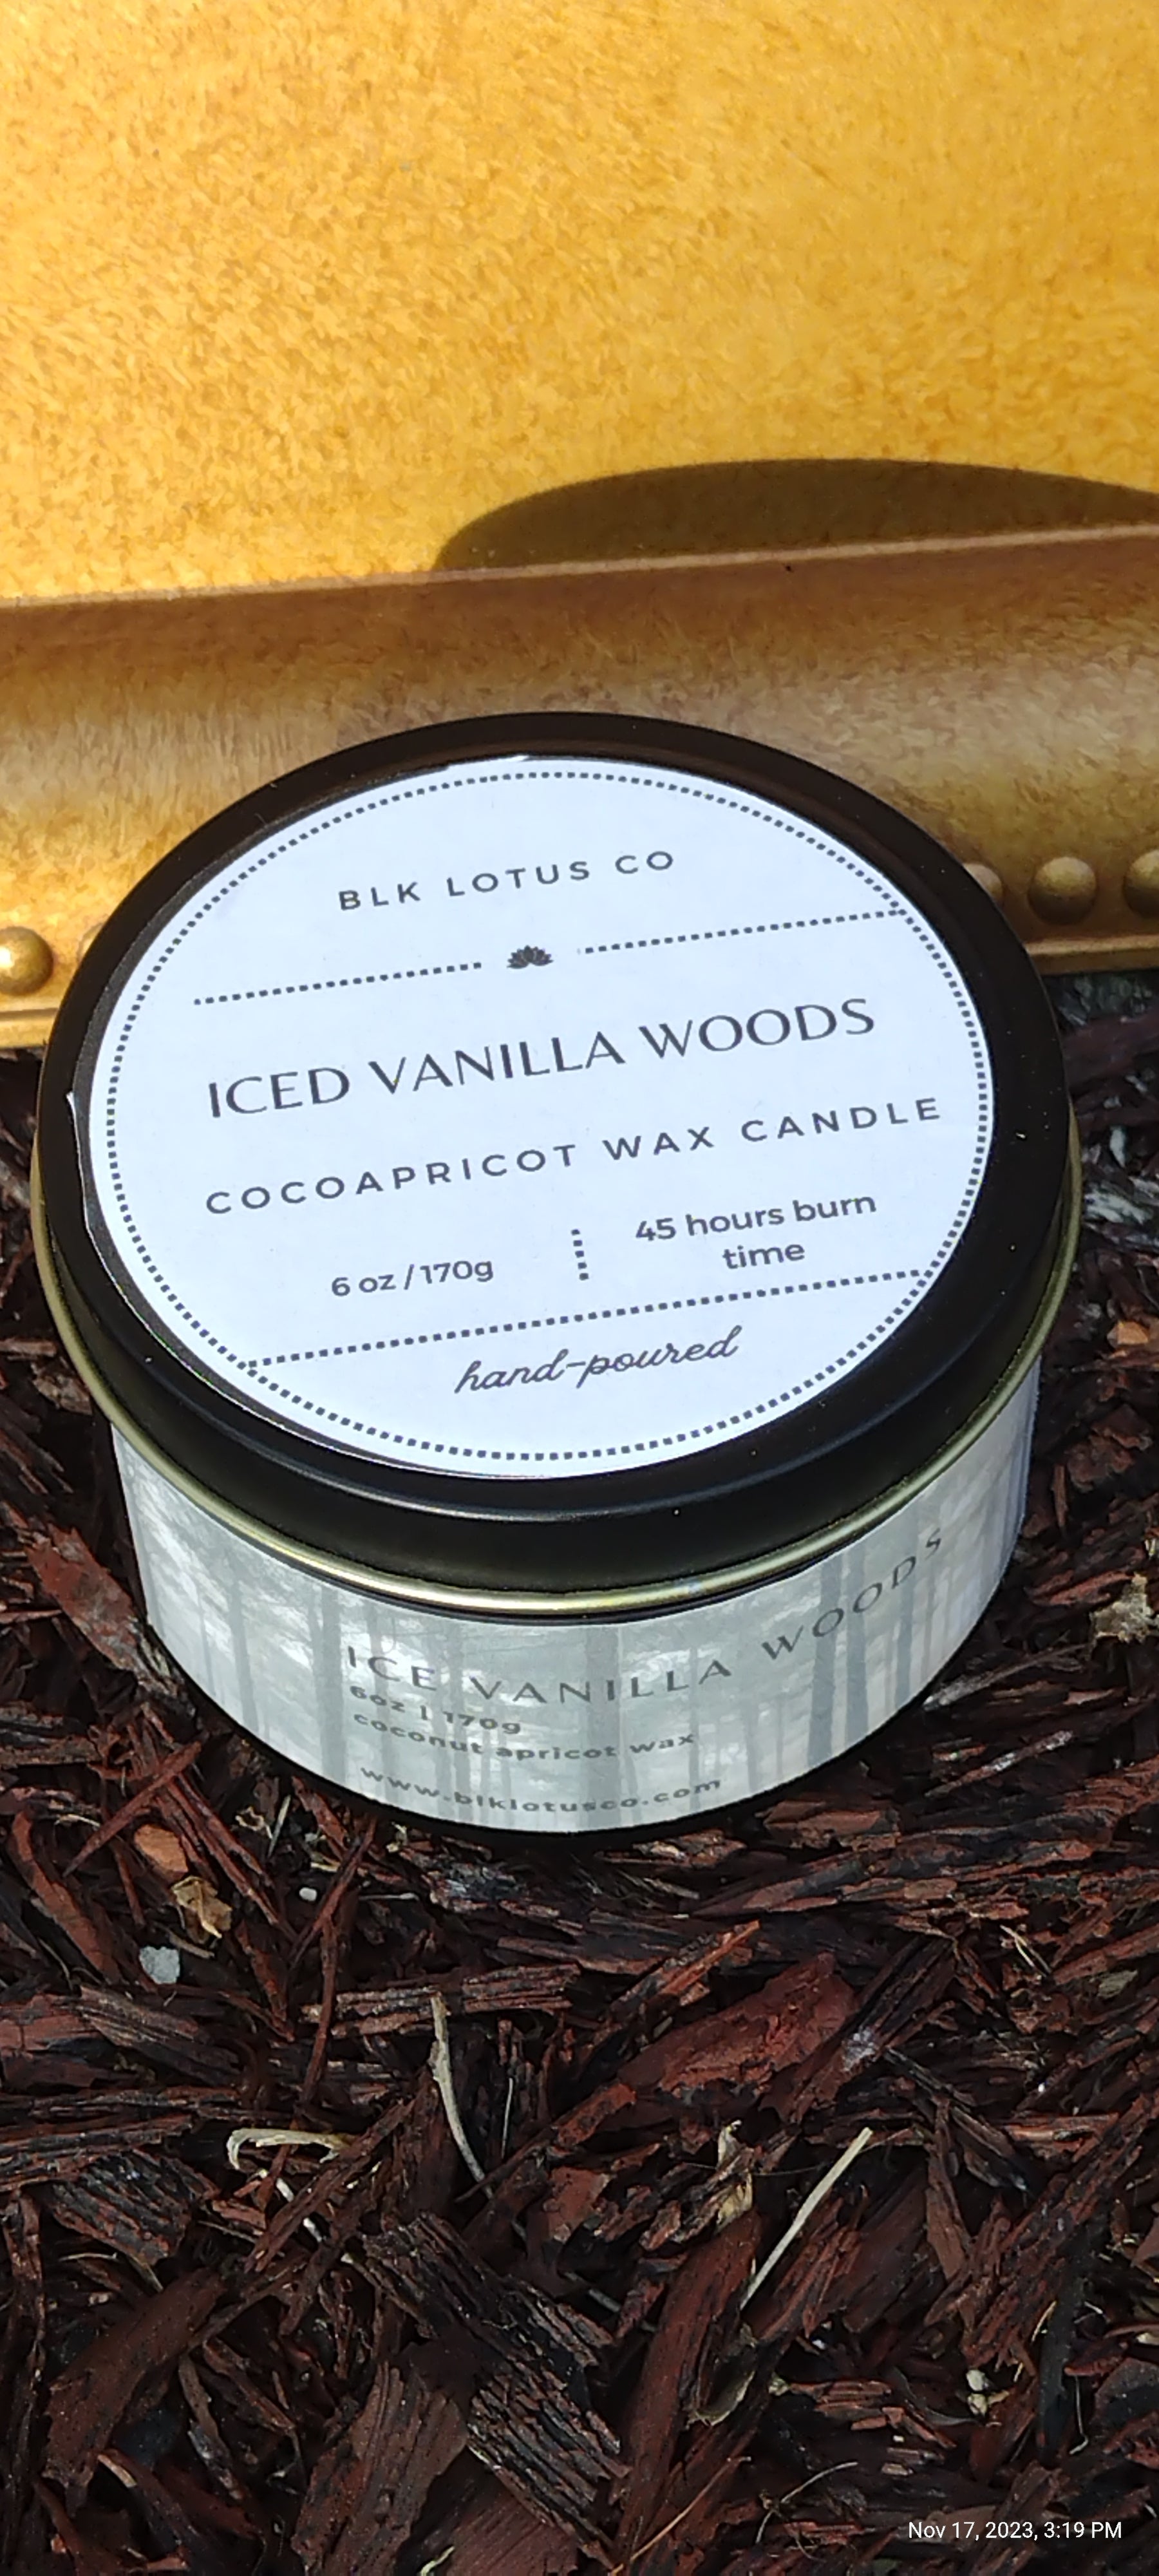 BLK LOTUS CO
ICED VANILLA WOODS
COCOAPRICOT WAX CANDLE
6 oz / 170g
45 hours burn
time
hand-poured
ICE VANILLA WOODS
6oz | 170g
coconut apricot wax
www.blklotusco.com
Nov 17, 2023, 3:19 PM